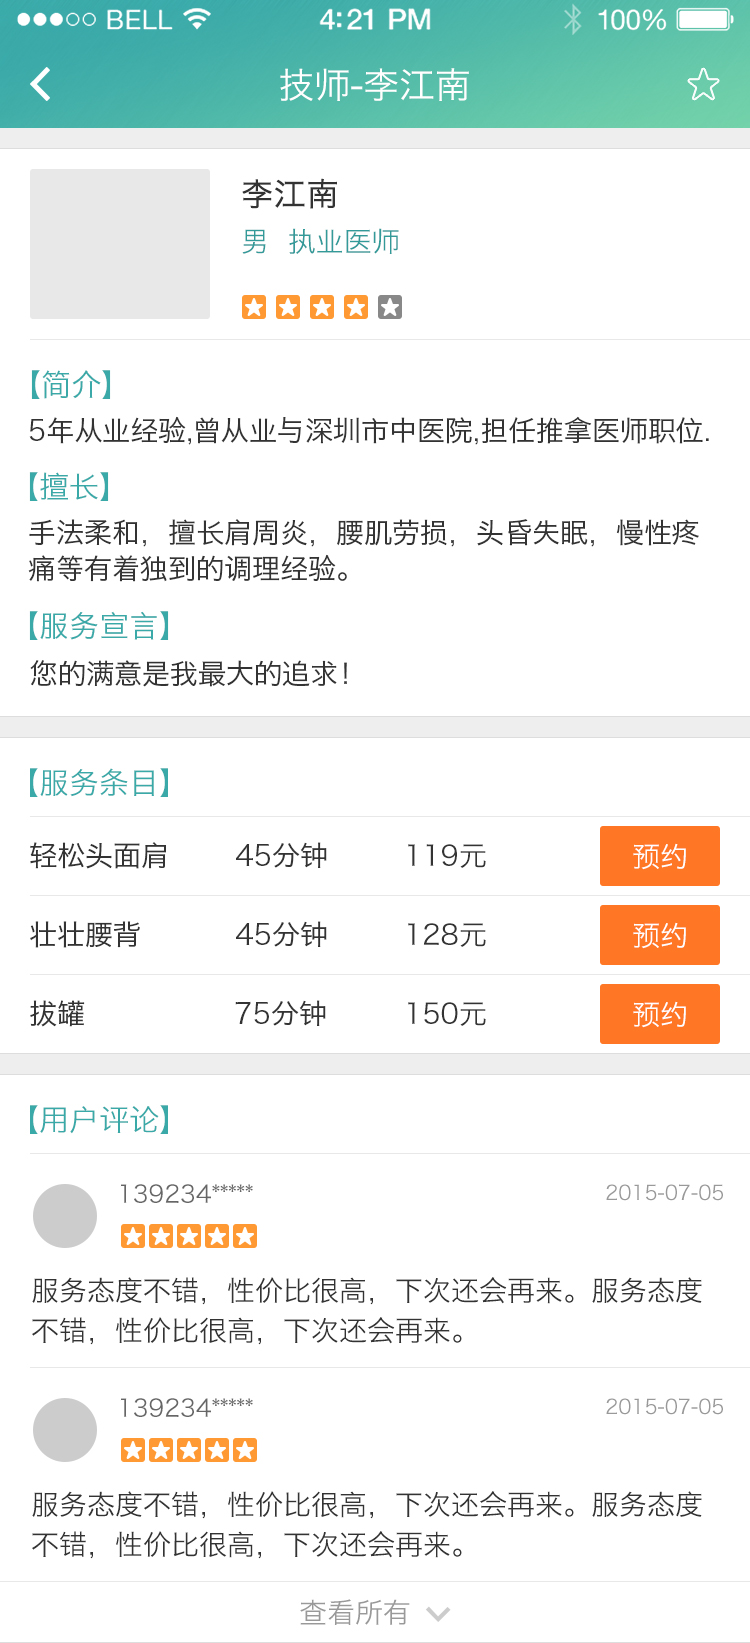 BELL 4:21 PM 100%
技师-李江南
李江南
男 执业医师
【简介】
5年从业经验,曾从业与深圳市中医院,担任推拿医师职位.
【擅长】
手法柔和，擅长肩周炎，腰肌劳损，头昏失眠，慢性疼
痛等有着独到的调理经验。
【服务宣言】
您的满意是我最大的追求！
【服务条目】
轻松头面肩 45分钟 119元 预约
壮壮腰背 45分钟 128元 预约
拔罐 75分钟 150元 预约
【用户评论】
139234***** 2015-07-05
服务态度不错，性价比很高，下次还会再来。服务态度
不错，性价比很高，下次还会再来。
139234***** 2015-07-05
服务态度不错，性价比很高，下次还会再来。服务态度
不错，性价比很高，下次还会再来。
查看所有